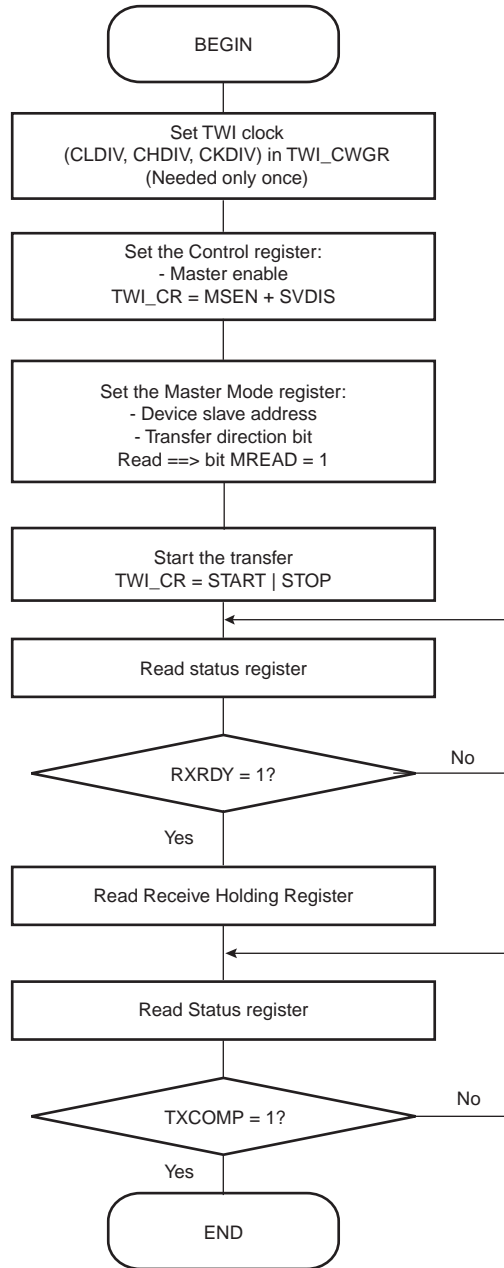 BEGIN
Set TWI clock
(CLDIV, CHDIV, CKDIV) in TWI_CWGR
(Needed only once)
Set the Control register:
- Master enable
TWI_CR = MSEN + SVDIS
Set the Master Mode register:
- Device slave address
- Transfer direction bit
Read ==> bit MREAD = 1
Start the transfer
TWI_CR = START | STOP
Read status register
RXRDY = 1?
No
Yes
Read Receive Holding Register
Read Status register
TXCOMP = 1?
No
Yes
END